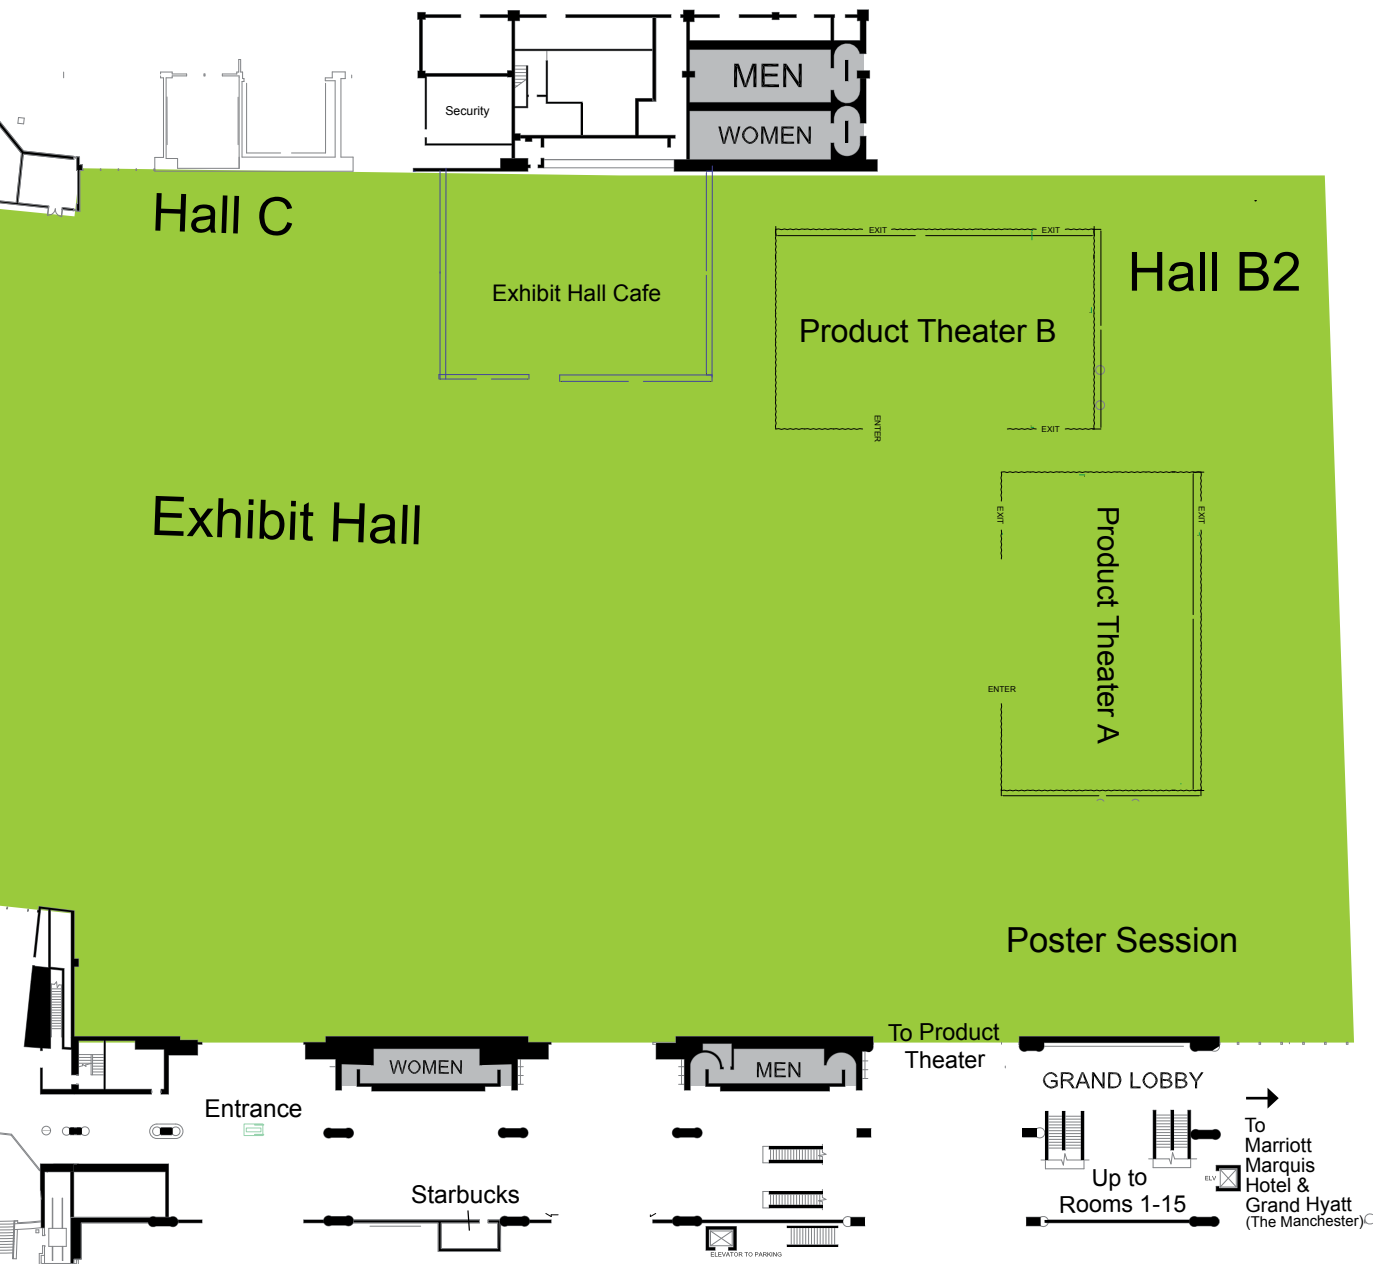 MEN
Security
WOMEN
Hall C
EXIT
EXIT
Hall B2
Exhibit Hall Cafe
Product Theater B
ENTER
EXIT
Exhibit Hall
EXIT
EXIT
Product Theater A
ENTER
Poster Session
To Product
Theater
WOMEN
MEN
GRAND LOBBY
Entrance
To
Marriott
Marquis
Hotel &
Grand Hyatt
(The Manchester)
Up to
Rooms 1-15
ELV
Starbucks
ELEVATOR TO PARKING